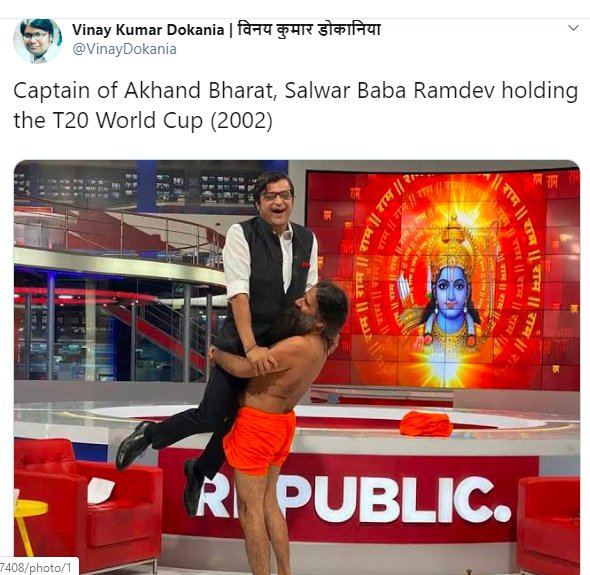 Vinay Kumar Dokania | विनय कुमार डोकानिया
@VinayDokania
Captain of Akhand Bharat, Salwar Baba Ramdev holding
the T20 World Cup (2002)
राम || राम || राम || राम || राम
R PUBLIC.
7408/photo/1